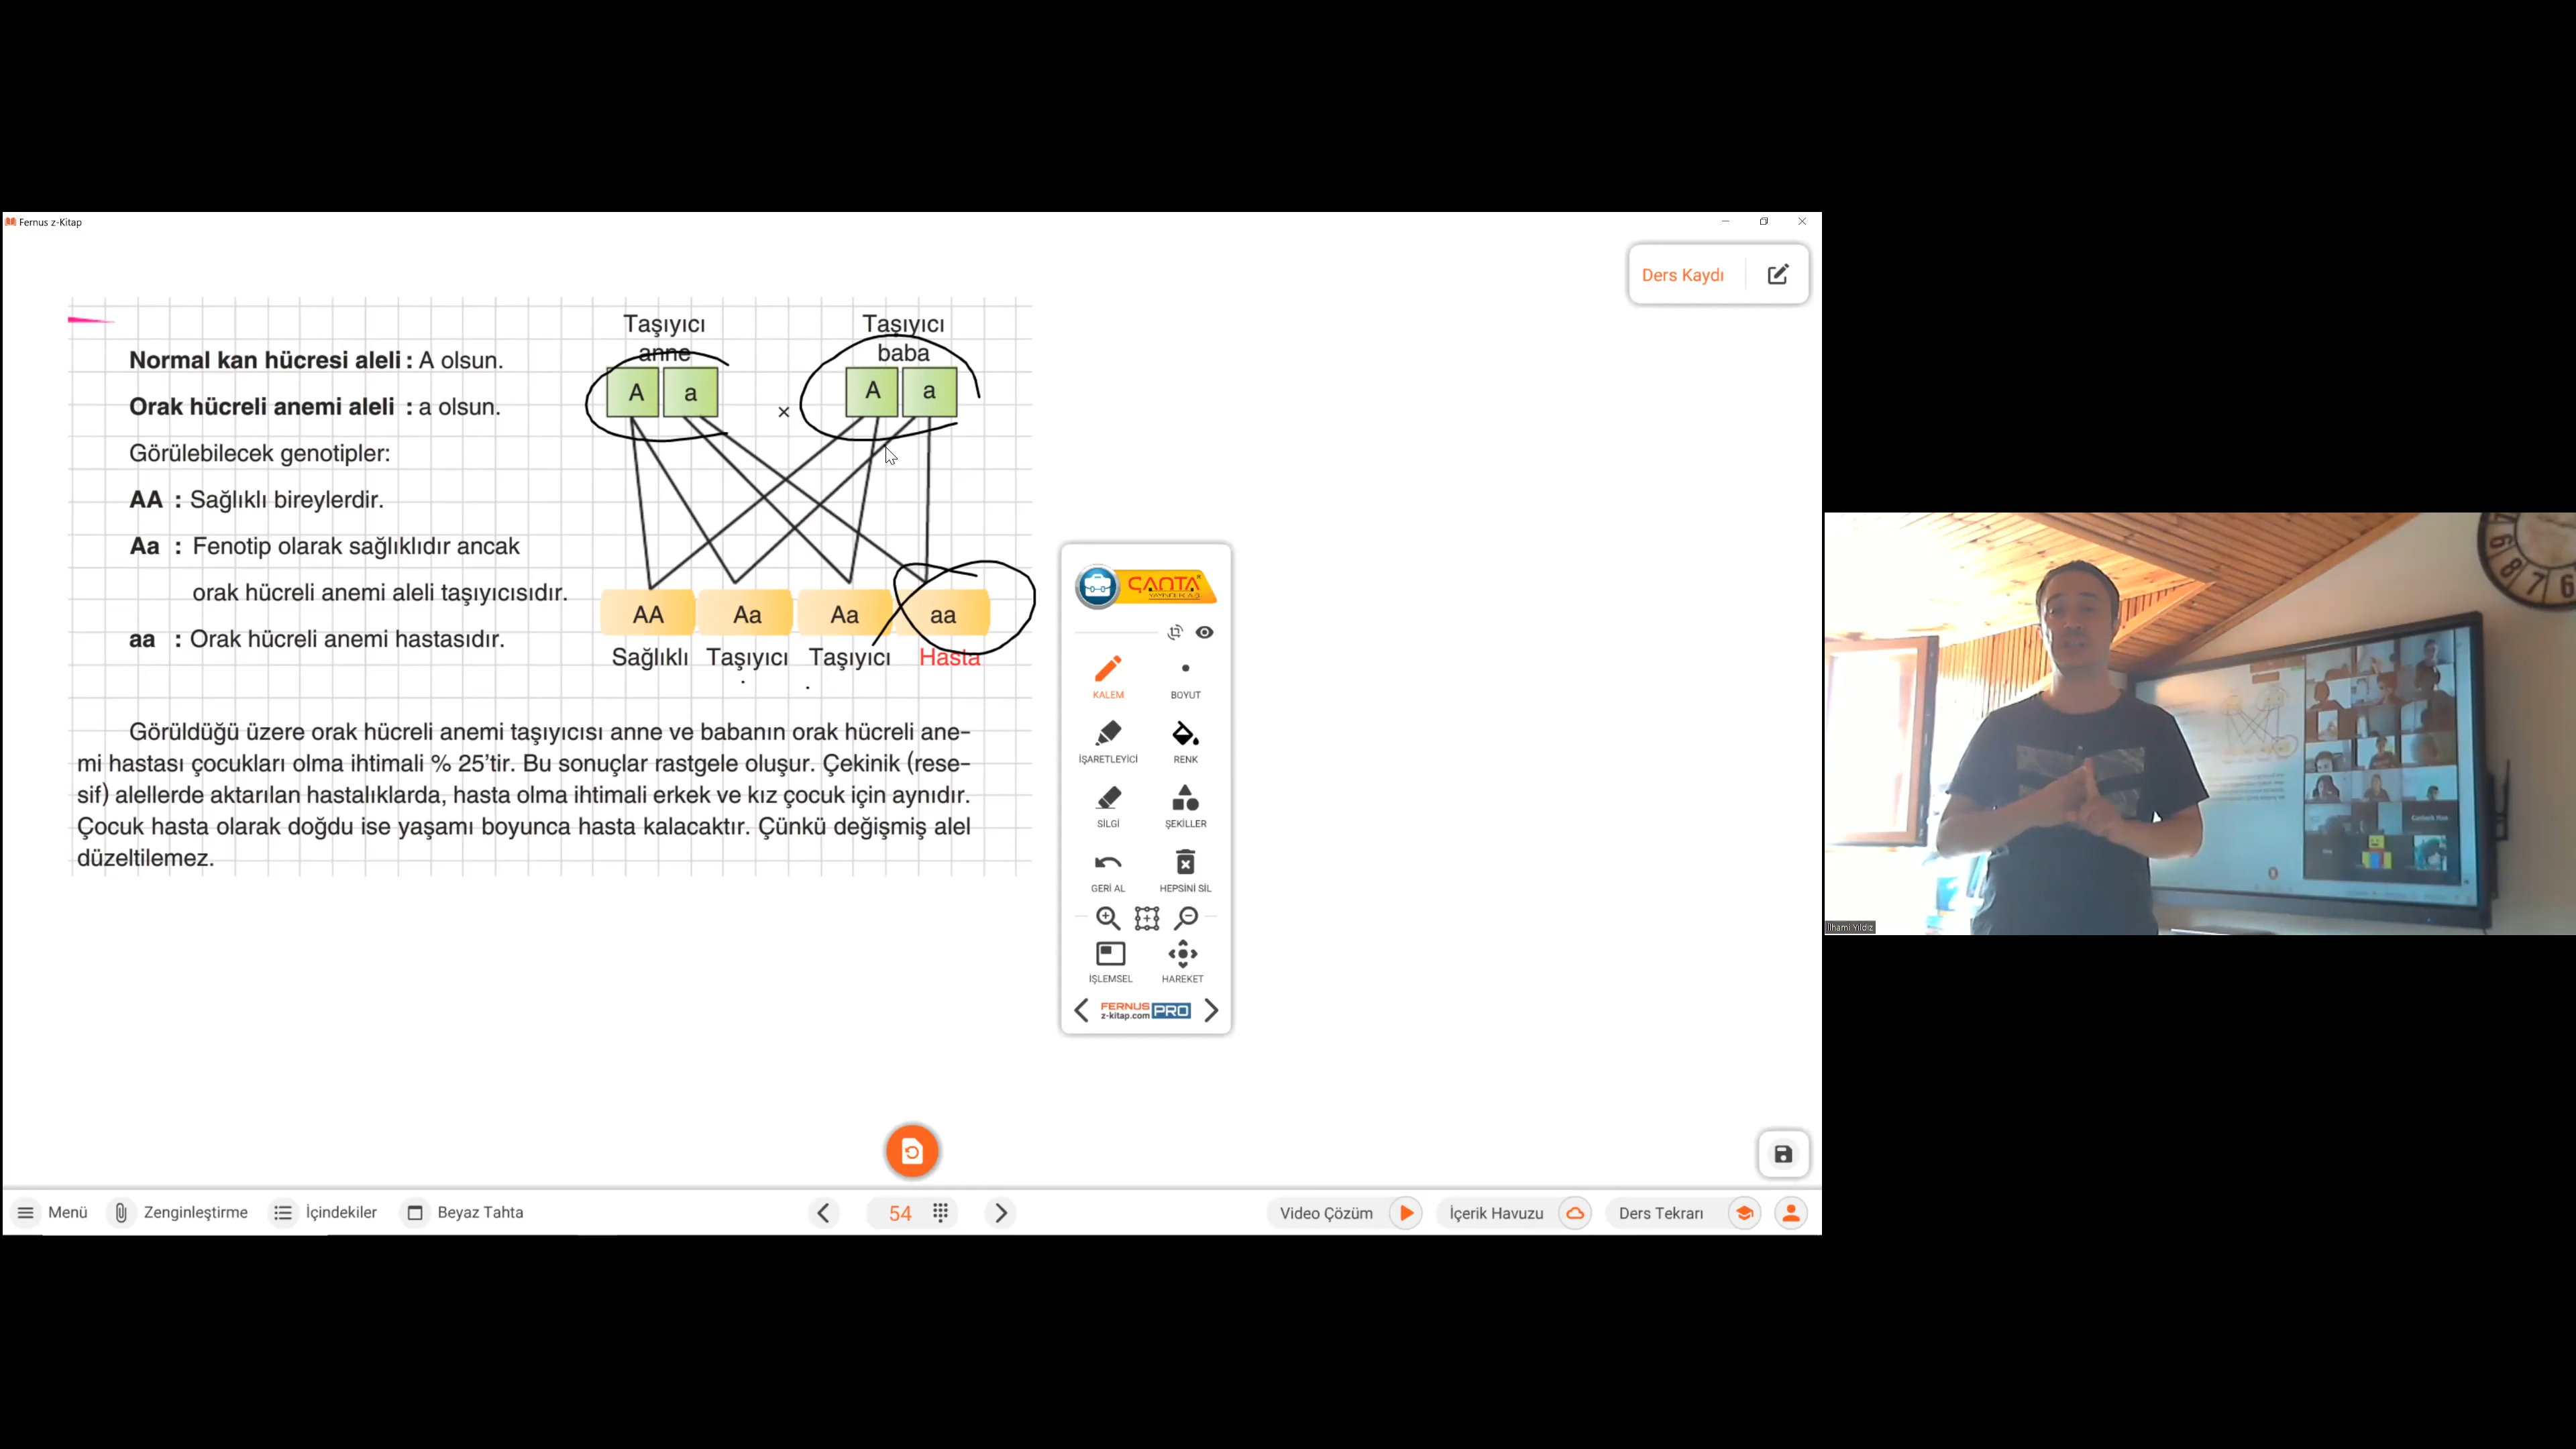 Fernus z-Kitap
Ders Kaydı
Normal kan hücresi aleli : A olsun.
Orak hücreli anemi aleli : a olsun.
Görülebilecek genotipler:
AA : Sağlıklı bireylerdir.
Aa : Fenotip olarak sağlıklıdır ancak
orak hücreli anemi aleli taşıyıcısıdır.
aa : Orak hücreli anemi hastasıdır.
Taşıyıcı Taşıyıcı
anne baba
A a × A a
AA Aa Aa aa
Sağlıklı Taşıyıcı Taşıyıcı Hasta
Görüldüğü üzere orak hücreli anemi taşıyıcısı anne ve babanın orak hücreli ane-
mi hastası çocukları olma ihtimali % 25'tir. Bu sonuçlar rastgele oluşur. Çekinik (rese-
sif) alellerde aktarılan hastalıklarda, hasta olma ihtimali erkek ve kız çocuk için aynıdır.
Çocuk hasta olarak doğdu ise yaşamı boyunca hasta kalacaktır. Çünkü değişmiş alel
düzeltilemez.
ÇANTA
KALEM BOYUT
İŞARETLEYİCİ RENK
SİLGİ ŞEKİLLER
GERİ AL HEPSİNİ SİL
İŞLEMSEL HAREKET
FERNUS PRO
z-kitap.com
İlhami Yıldız
Menü Zenginleştirme İçindekiler Beyaz Tahta 54 Video Çözüm İçerik Havuzu Ders Tekrarı